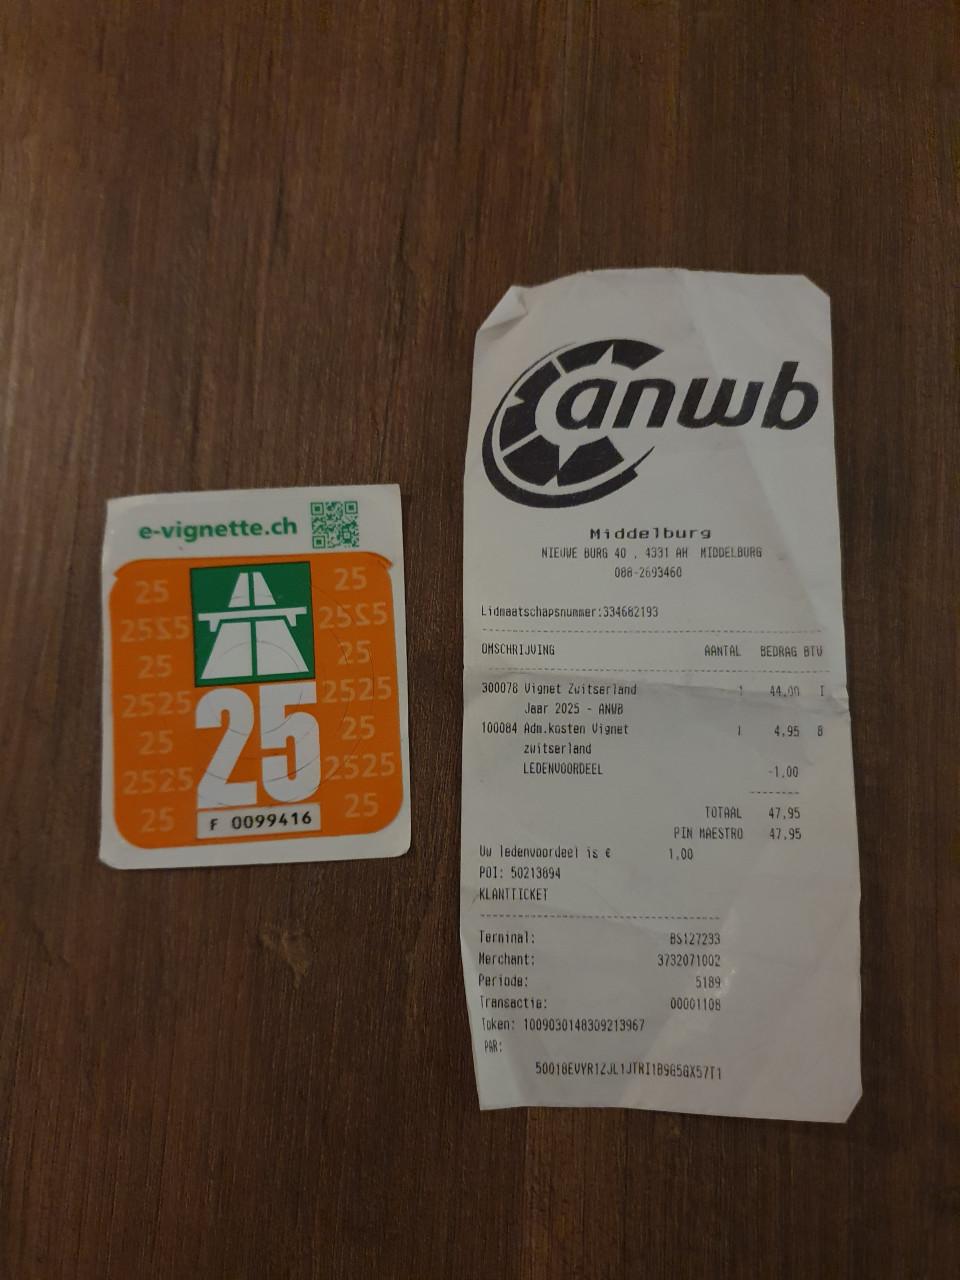 e-vignette.ch
25 25
2525 2525
25 25
2525 2525
25
25 25
2525 2525
25 25
F 0099416
anwb
Middelburg
NIEUWE BURG 40 , 4331 AH MIDDELBURG
088-2693460
Lidmaatschapsnummer:334682193
OMSCHRIJVING AANTAL BEDRAG BTW
300078 Vignet Zwitserland 1 44,00 I
Jaar 2025 - ANWB
100084 Adm.kosten Vignet 1 4,95 B
zwitserland
LEDENVOORDEEL -1,00
TOTAAL 47,95
PIN MAESTRO 47,95
Uw ledenvoordeel is € 1,00
POI: 50213894
KLANTTICKET
Terminal: BS127233
Merchant: 3732071002
Periode: 5189
Transactie: 00001108
Token: 1009030148309213967
PAR: